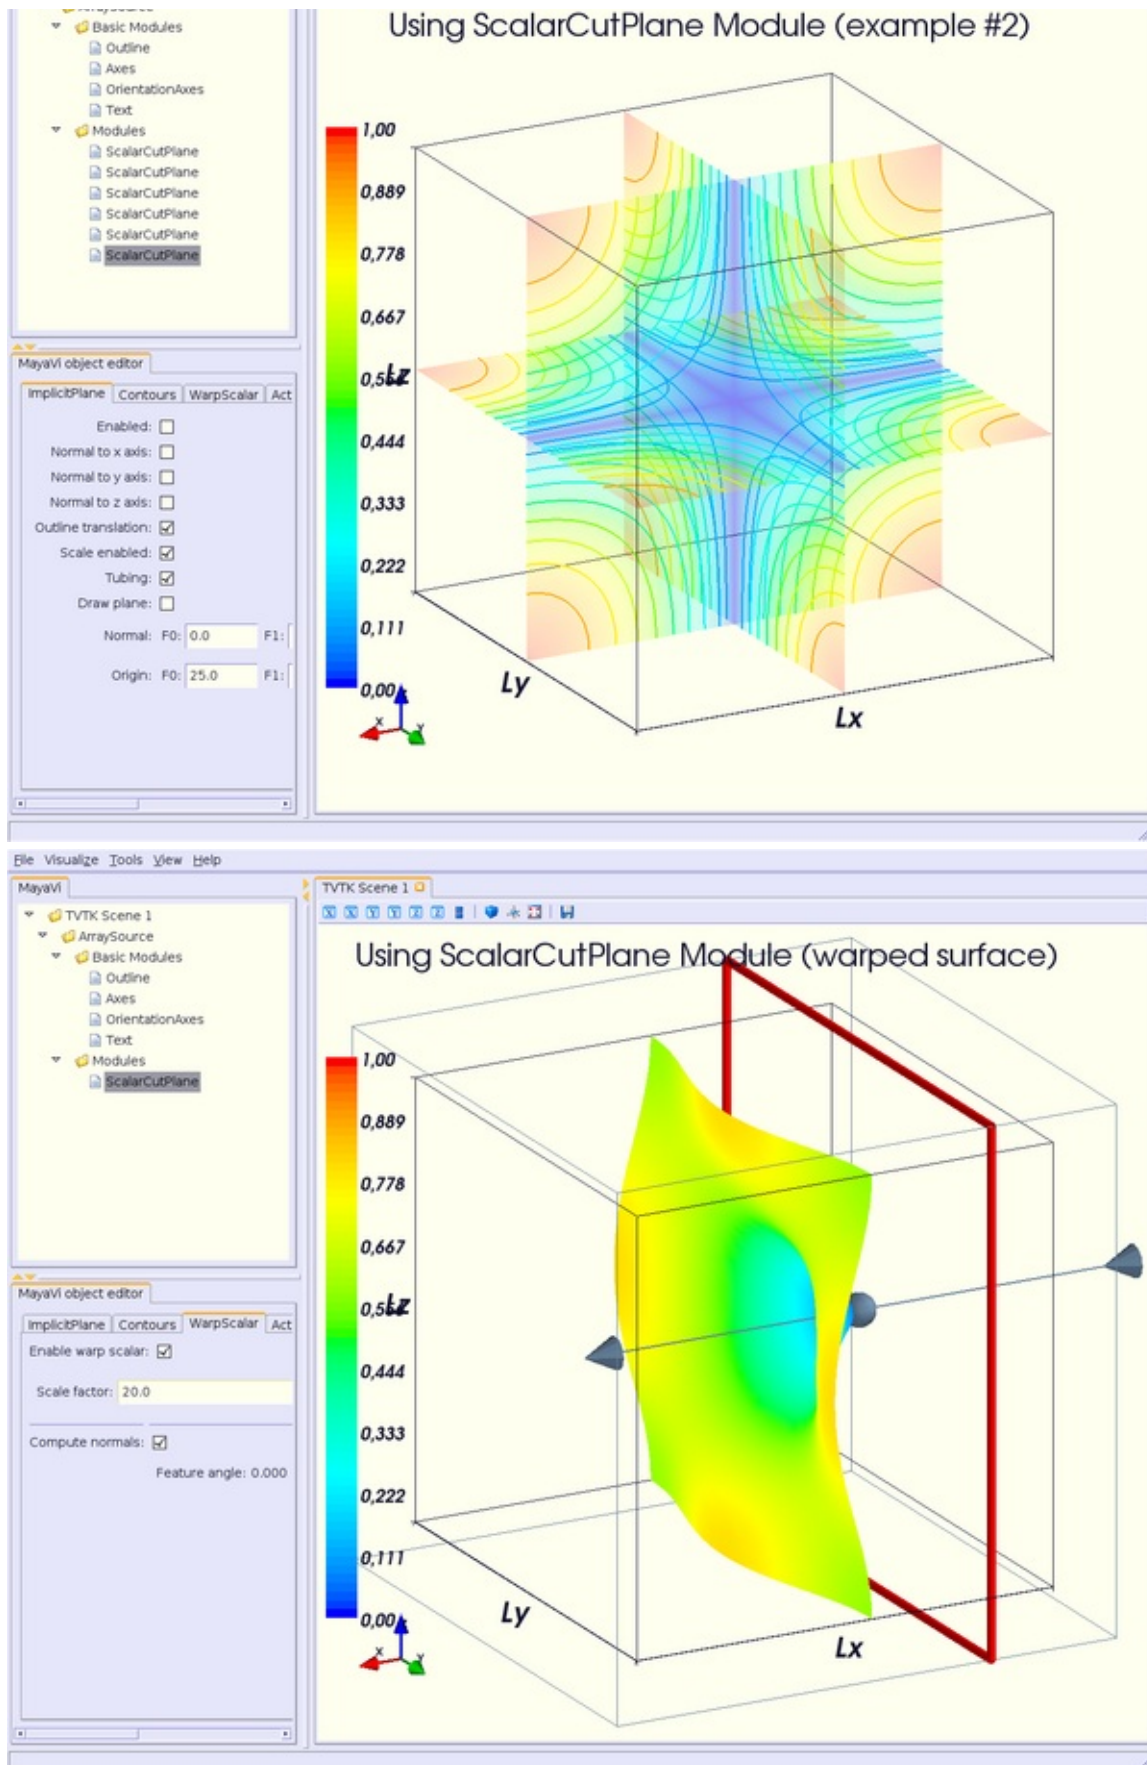 Using ScalarCutPlane Module (example #2)
Basic Modules
Outline
Axes
OrientationAxes
Text
Modules
ScalarCutPlane
ScalarCutPlane
ScalarCutPlane
ScalarCutPlane
ScalarCutPlane
ScalarCutPlane
MayaVi object editor
ImplicitPlane Contours WarpScalar Act
Enabled:
Normal to x axis:
Normal to y axis:
Normal to z axis:
Outline translation:
Scale enabled:
Tubing:
Draw plane:
Normal: F0: 0.0 F1:
Origin: F0: 25.0 F1:
1,00
0,889
0,778
0,667
Lz
0,444
0,333
0,222
0,111
0,00
X
Y
Ly
Lx
File Visualize Tools View Help
MayaVi
TVTK Scene 1
TVTK Scene 1
ArraySource
Basic Modules
Outline
Axes
OrientationAxes
Text
Modules
ScalarCutPlane
MayaVi object editor
ImplicitPlane Contours WarpScalar Act
Enable warp scalar:
Scale factor: 20.0
Compute normals:
Feature angle: 0.000
X X Y Y Z Z
Using ScalarCutPlane Module (warped surface)
1,00
0,889
0,778
0,667
Lz
0,444
0,333
0,222
0,111
0,00
X
Y
Ly
Lx